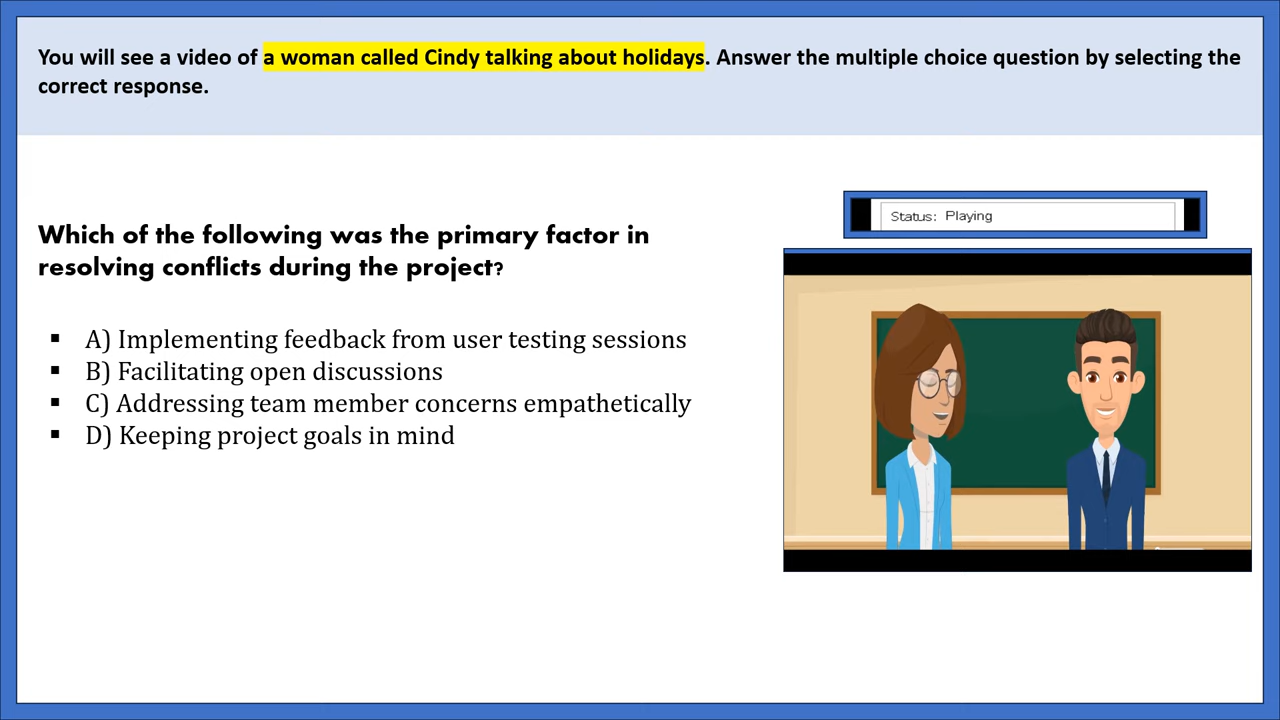 You will see a video of a woman called Cindy talking about holidays. Answer the multiple choice question by selecting the
correct response.
Status: Playing
Which of the following was the primary factor in
resolving conflicts during the project?
▪ A) Implementing feedback from user testing sessions
▪ B) Facilitating open discussions
▪ C) Addressing team member concerns empathetically
▪ D) Keeping project goals in mind